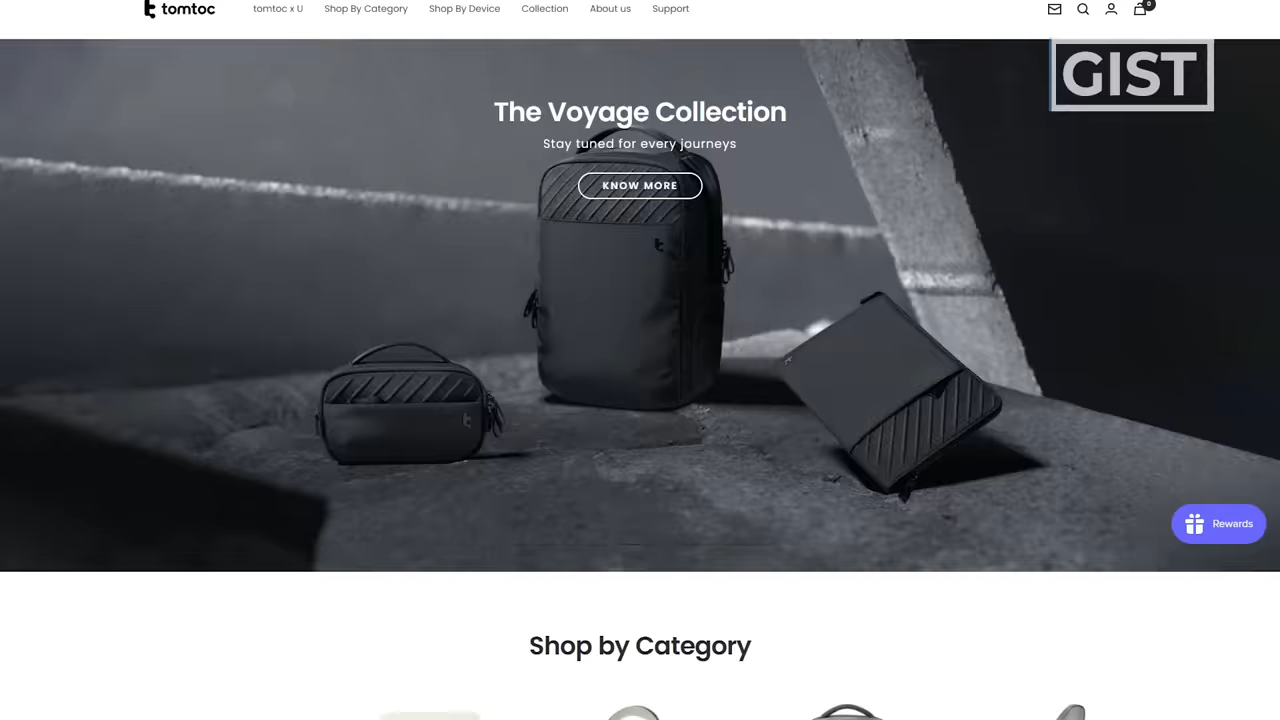 tomtoc
tomtoc x U
Shop By Category
Shop By Device
Collection
About us
Support
0
GIST
The Voyage Collection
Stay tuned for every journeys
KNOW MORE
Rewards
Shop by Category